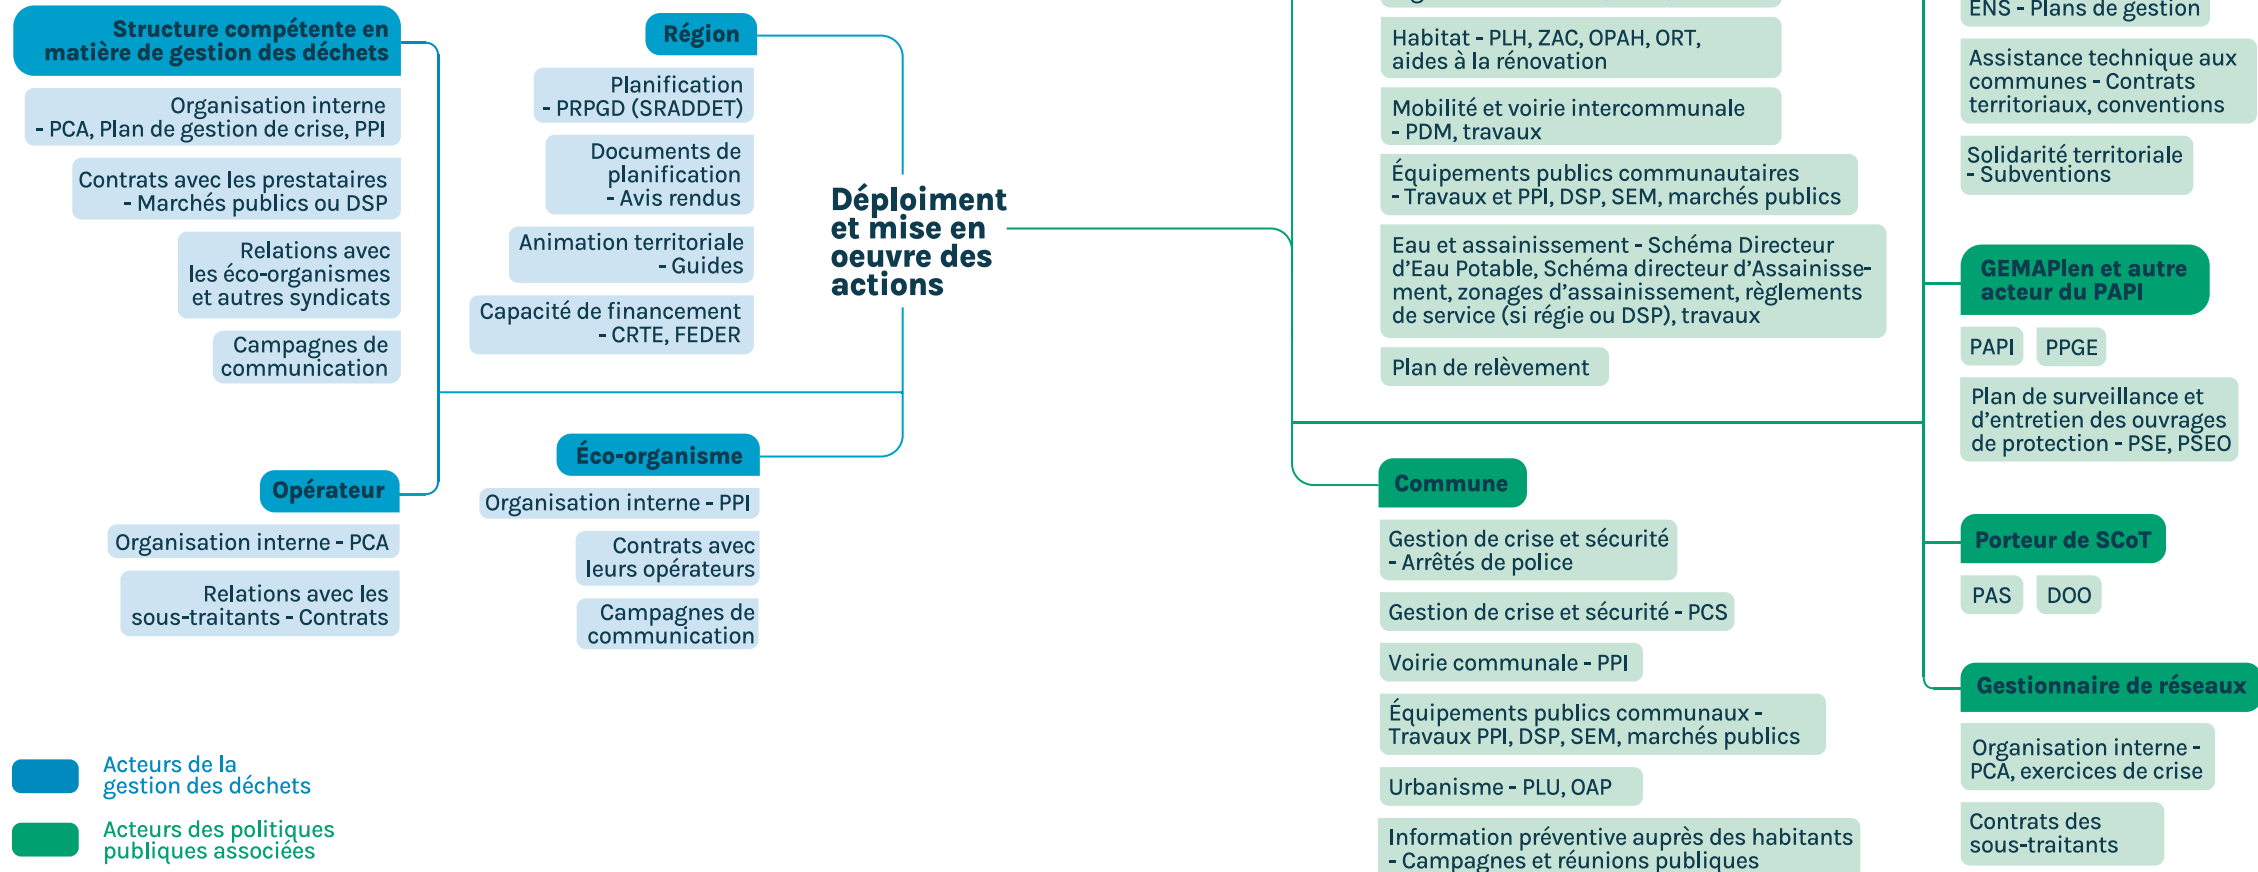 Structure compétente en
matière de gestion des déchets
Organisation interne
- PCA, Plan de gestion de crise, PPI
Contrats avec les prestataires
- Marchés publics ou DSP
Relations avec
les éco-organismes
et autres syndicats
Campagnes de
communication
Opérateur
Organisation interne - PCA
Relations avec les
sous-traitants - Contrats
Région
Planification
- PRPGD (SRADDET)
Documents de
planification
- Avis rendus
Animation territoriale
- Guides
Capacité de financement
- CRTE, FEDER
Éco-organisme
Organisation interne - PPI
Contrats avec
leurs opérateurs
Campagnes de
communication
Déploiment
et mise en
oeuvre des
actions
Habitat - PLH, ZAC, OPAH, ORT,
aides à la rénovation
Mobilité et voirie intercommunale
- PDM, travaux
Équipements publics communautaires
- Travaux et PPI, DSP, SEM, marchés publics
Eau et assainissement - Schéma Directeur
d'Eau Potable, Schéma directeur d'Assainisse-
ment, zonages d'assainissement, règlements
de service (si régie ou DSP), travaux
Plan de relèvement
Commune
Gestion de crise et sécurité
- Arrêtés de police
Gestion de crise et sécurité - PCS
Voirie communale - PPI
Équipements publics communaux -
Travaux PPI, DSP, SEM, marchés publics
Urbanisme - PLU, OAP
Information préventive auprès des habitants
- Campagnes et réunions publiques
ENS - Plans de gestion
Assistance technique aux
communes - Contrats
territoriaux, conventions
Solidarité territoriale
- Subventions
GEMAPIen et autre
acteur du PAPI
PAPI
PPGE
Plan de surveillance et
d'entretien des ouvrages
de protection - PSE, PSEO
Porteur de SCoT
PAS
DOO
Gestionnaire de réseaux
Organisation interne -
PCA, exercices de crise
Contrats des
sous-traitants
Acteurs de la
gestion des déchets
Acteurs des politiques
publiques associées